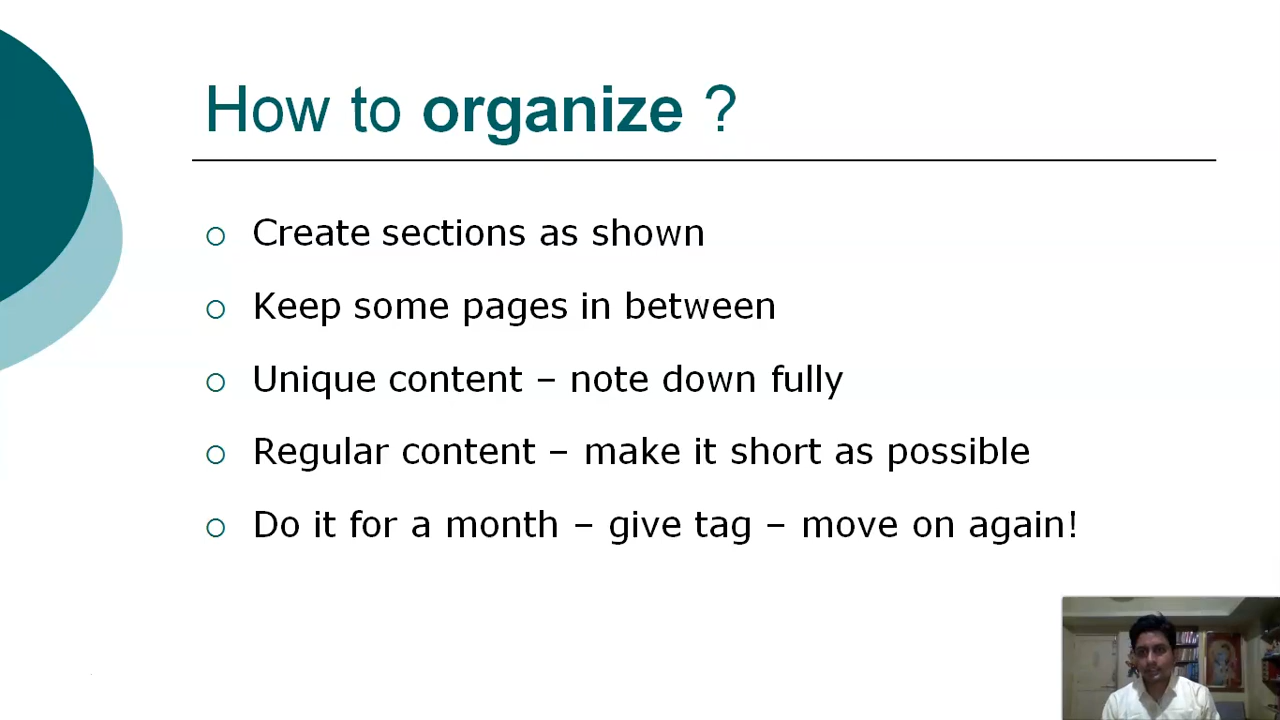 How to organize ?
Create sections as shown
Keep some pages in between
Unique content – note down fully
Regular content – make it short as possible
Do it for a month – give tag – move on again!